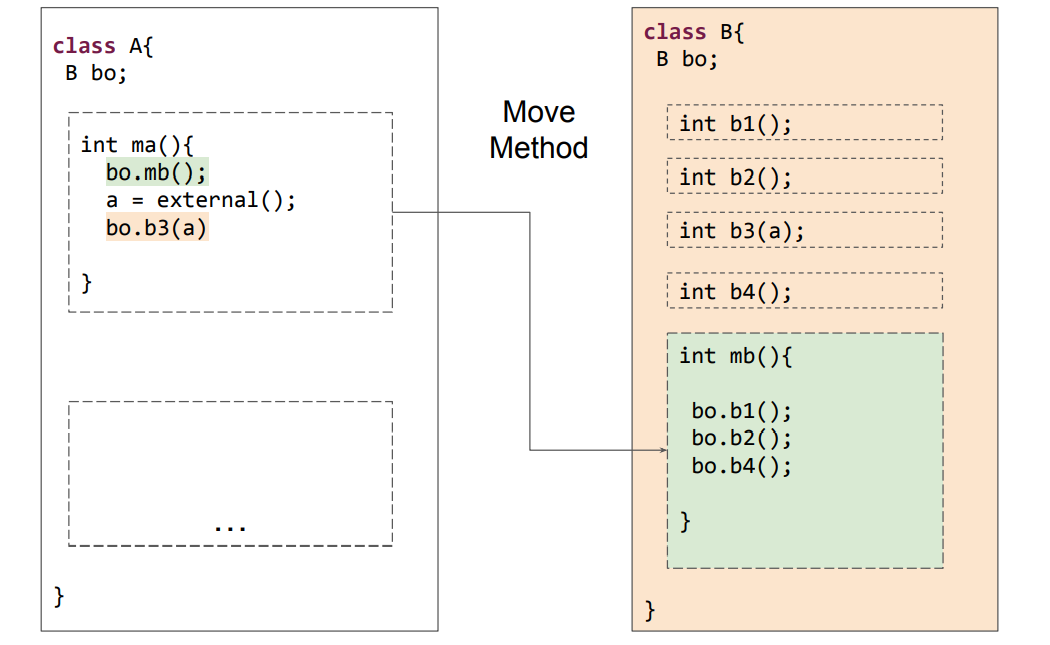 class A{
B bo;
int ma(){
bo.mb();
a = external();
bo.b3(a)
}
...
}
Move
Method
class B{
B bo;
int b1();
int b2();
int b3(a);
int b4();
int mb(){
bo.b1();
bo.b2();
bo.b4();
}
}